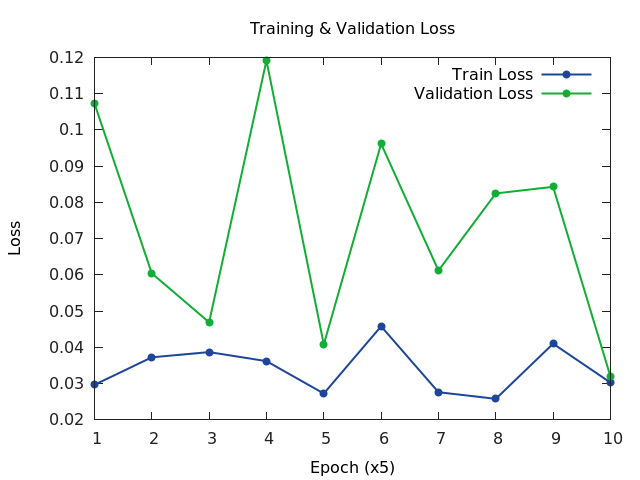 Training & Validation Loss
Train Loss
Validation Loss
0.12
0.11
0.1
0.09
0.08
0.07
0.06
0.05
0.04
0.03
0.02
Loss
1 2 3 4 5 6 7 8 9 10
Epoch (x5)